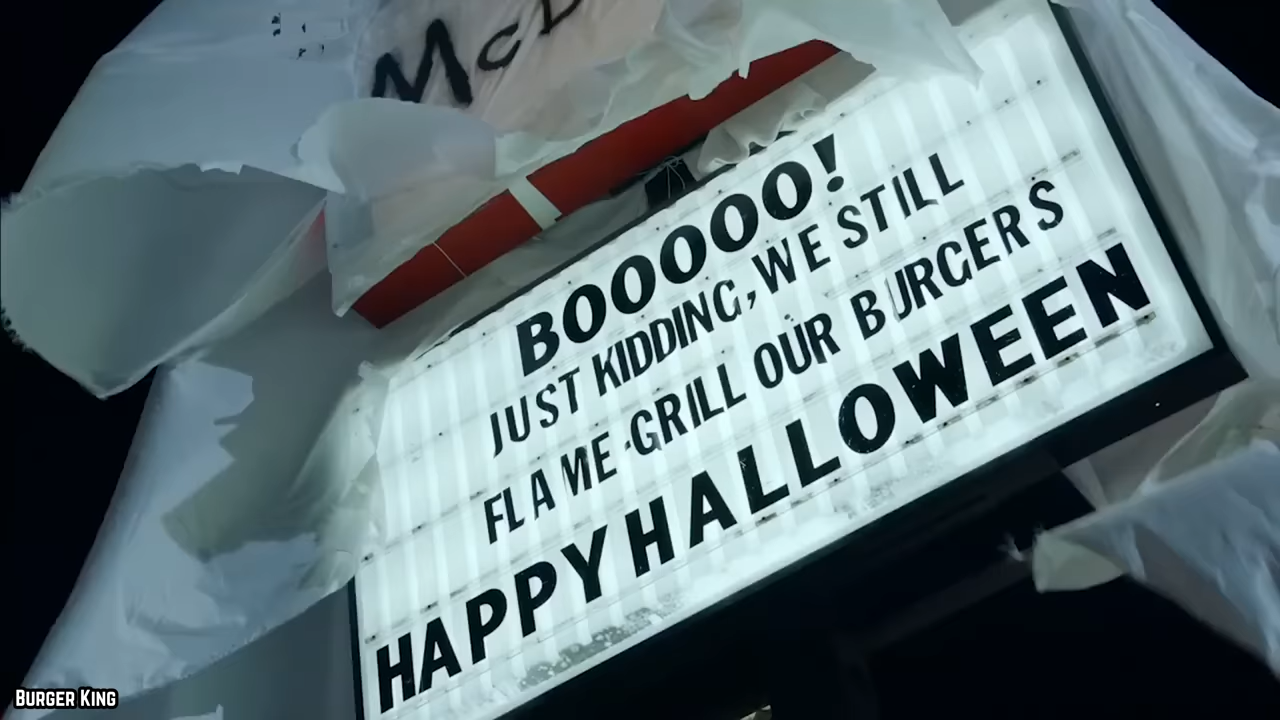 McD
BOOOOO!
JUST KIDDING, WE STILL
FLAME-GRILL OUR BURGERS
HAPPY HALLOWEEN
BURGER KING